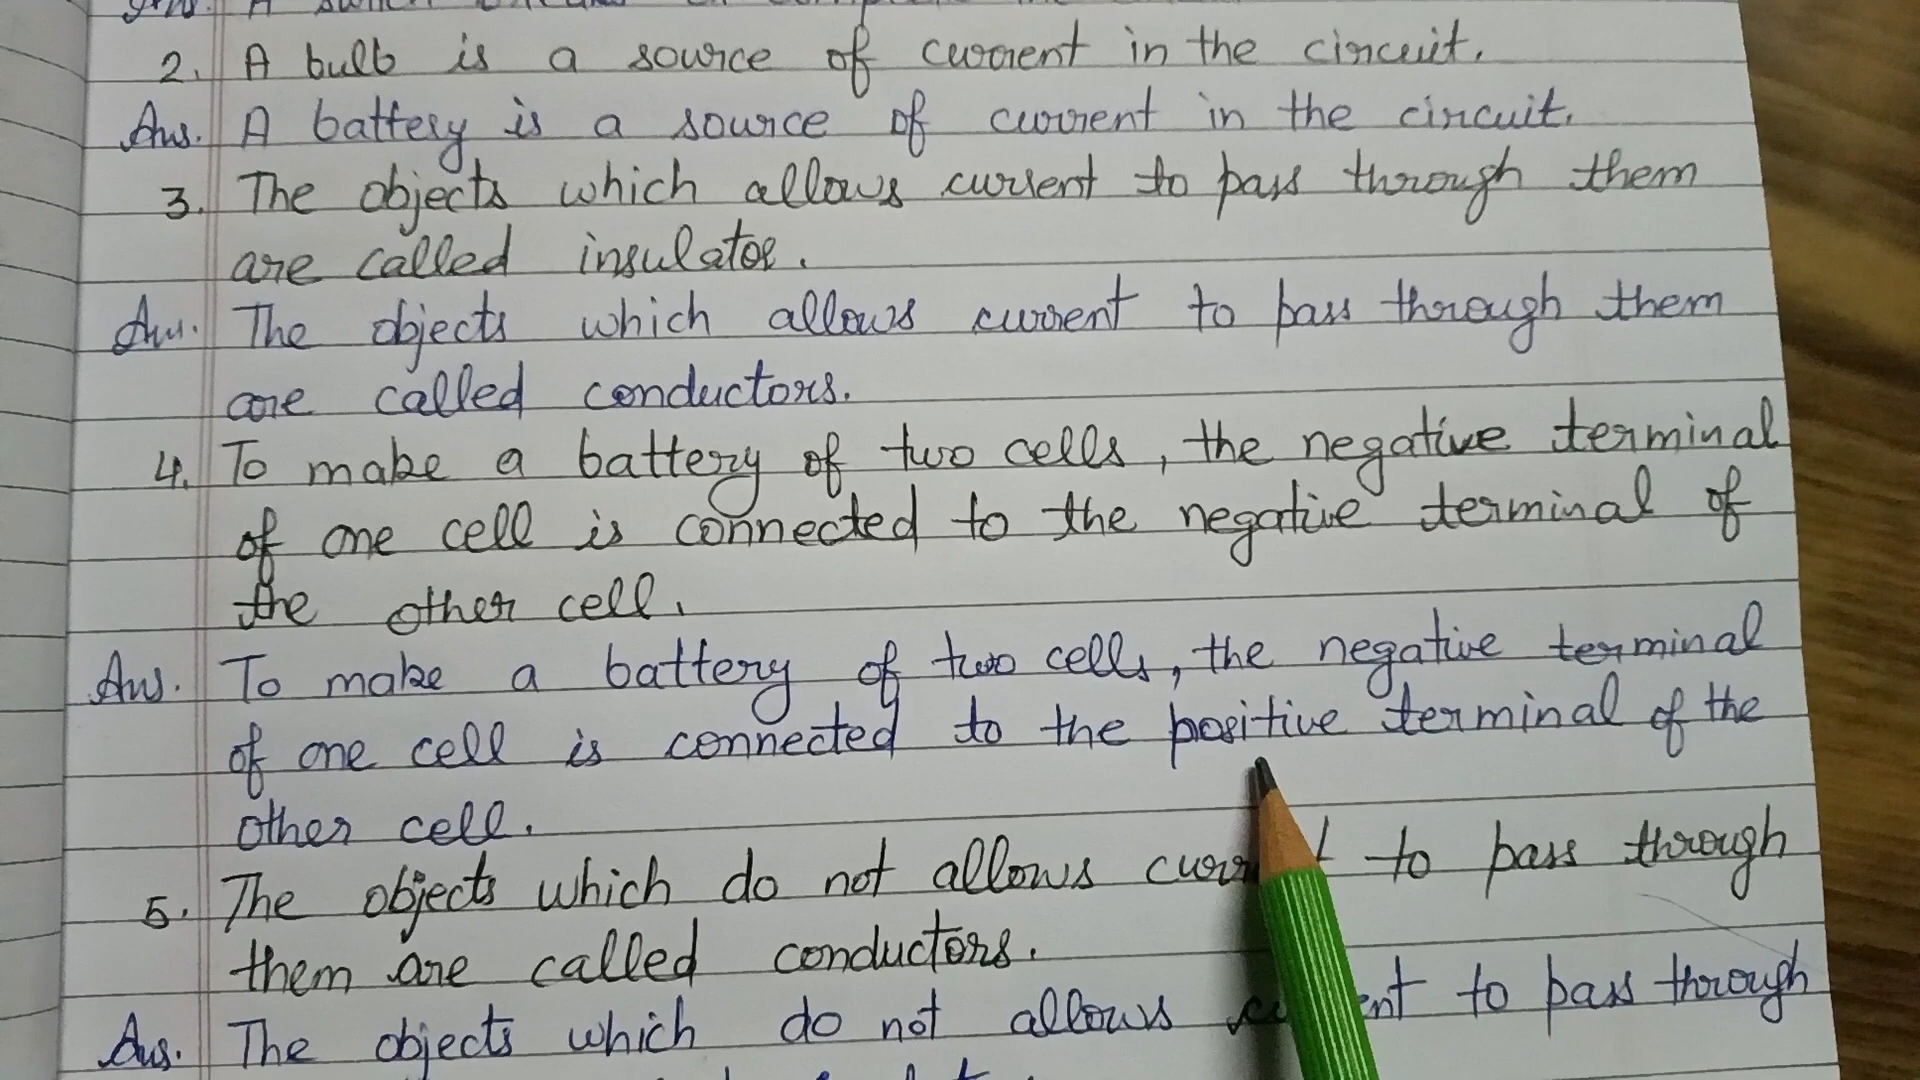 2. A bulb is a source of current in the circuit.
Ans. A battery is a source of current in the circuit.
3. The objects which allows current to pass through them
are called insulator.
Ans. The objects which allows current to pass through them
are called conductors.
4. To make a battery of two cells, the negative terminal
of one cell is connected to the negative terminal of
the other cell.
Ans. To make a battery of two cells, the negative terminal
of one cell is connected to the positive terminal of the
other cell.
5. The objects which do not allows to pass through
them are called conductors.
Ans. The objects which do not allows to pass through